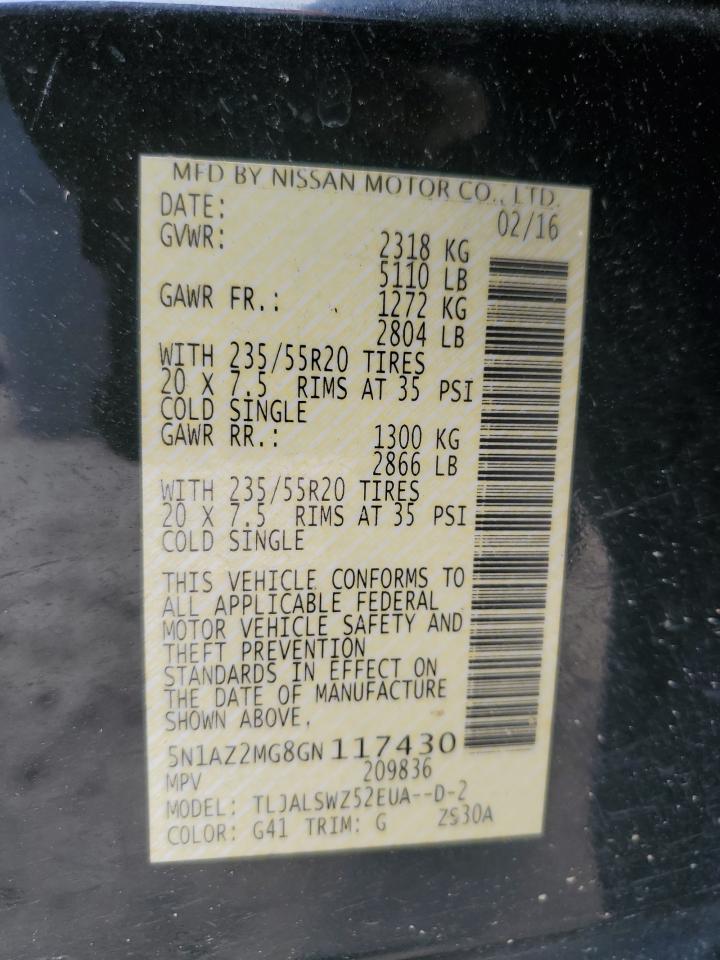 MFD BY NISSAN MOTOR CO., LTD.
DATE: 02/16
GVWR: 2318 KG
5110 LB
GAWR FR.: 1272 KG
2804 LB
WITH 235/55R20 TIRES
20 X 7.5 RIMS AT 35 PSI
COLD SINGLE
GAWR RR.: 1300 KG
2866 LB
WITH 235/55R20 TIRES
20 X 7.5 RIMS AT 35 PSI
COLD SINGLE
THIS VEHICLE CONFORMS TO
ALL APPLICABLE FEDERAL
MOTOR VEHICLE SAFETY AND
THEFT PREVENTION
STANDARDS IN EFFECT ON
THE DATE OF MANUFACTURE
SHOWN ABOVE.
5N1AZ2MG8GN 117430
MPV 209836
MODEL: TLJALSWZ52EUA--D-2
COLOR: G41 TRIM: G ZS30A